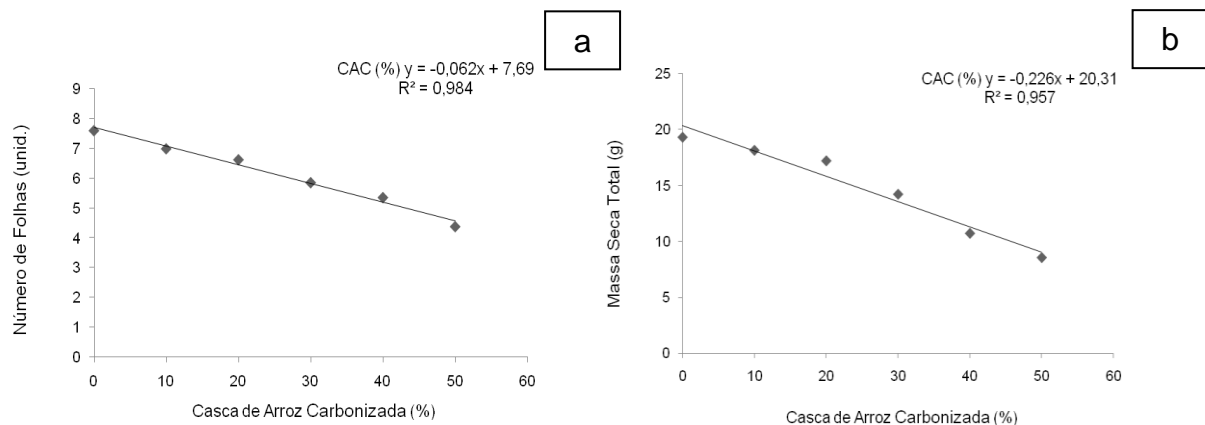 a
CAC (%) y = -0,062x + 7,69
R² = 0,984
Número de Folhas (unid.)
9
8
7
6
5
4
3
2
1
0
0 10 20 30 40 50 60
Casca de Arroz Carbonizada (%)
b
CAC (%) y = -0,226x + 20,31
R² = 0,957
Massa Seca Total (g)
25
20
15
10
5
0
0 10 20 30 40 50 60
Casca de Arroz Carbonizada (%)